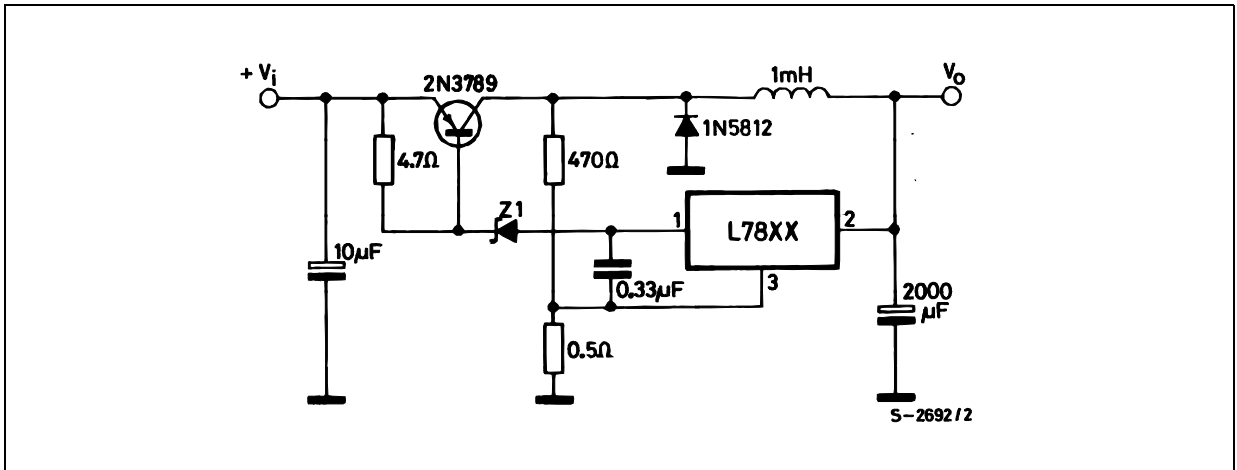 + Vi
2N3789
1mH
Vo
4.7Ω
470Ω
1N5812
Z1
1
L78XX
2
10µF
0.33µF
3
2000
µF
0.5Ω
S-2692/2